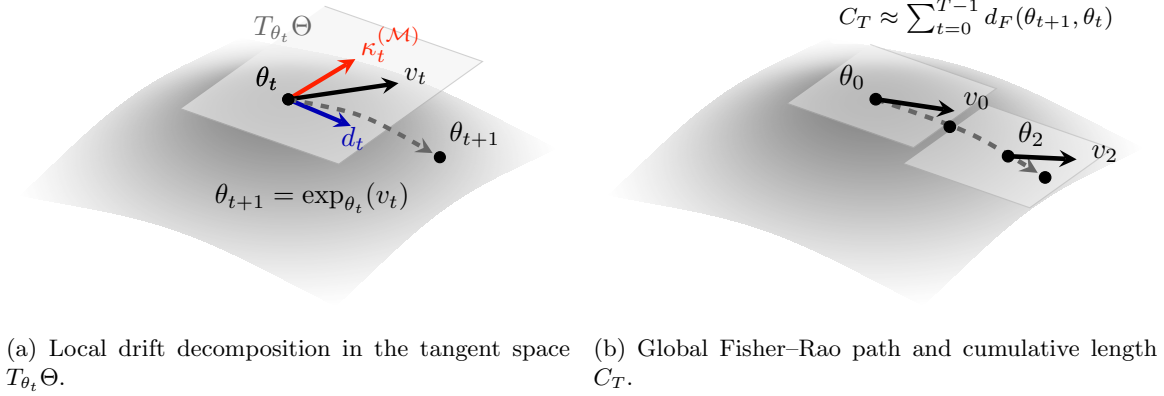 T_{θ_t}Θ
κ_t^{(ℳ)}
θ_t
v_t
d_t
θ_{t+1}
θ_{t+1} = exp_{θ_t}(v_t)
(a) Local drift decomposition in the tangent space
T_{θ_t}Θ.
C_T ≈ ∑_{t=0}^{T−1} d_F(θ_{t+1}, θ_t)
θ_0
v_0
θ_2
v_2
(b) Global Fisher–Rao path and cumulative length
C_T.